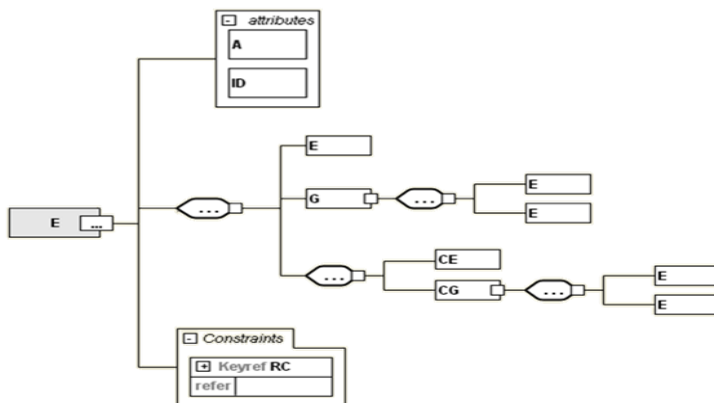 attributes
A
ID
E
E
...
...
G
...
E
E
...
CE
CG
...
E
E
Constraints
Keyref RC
refer